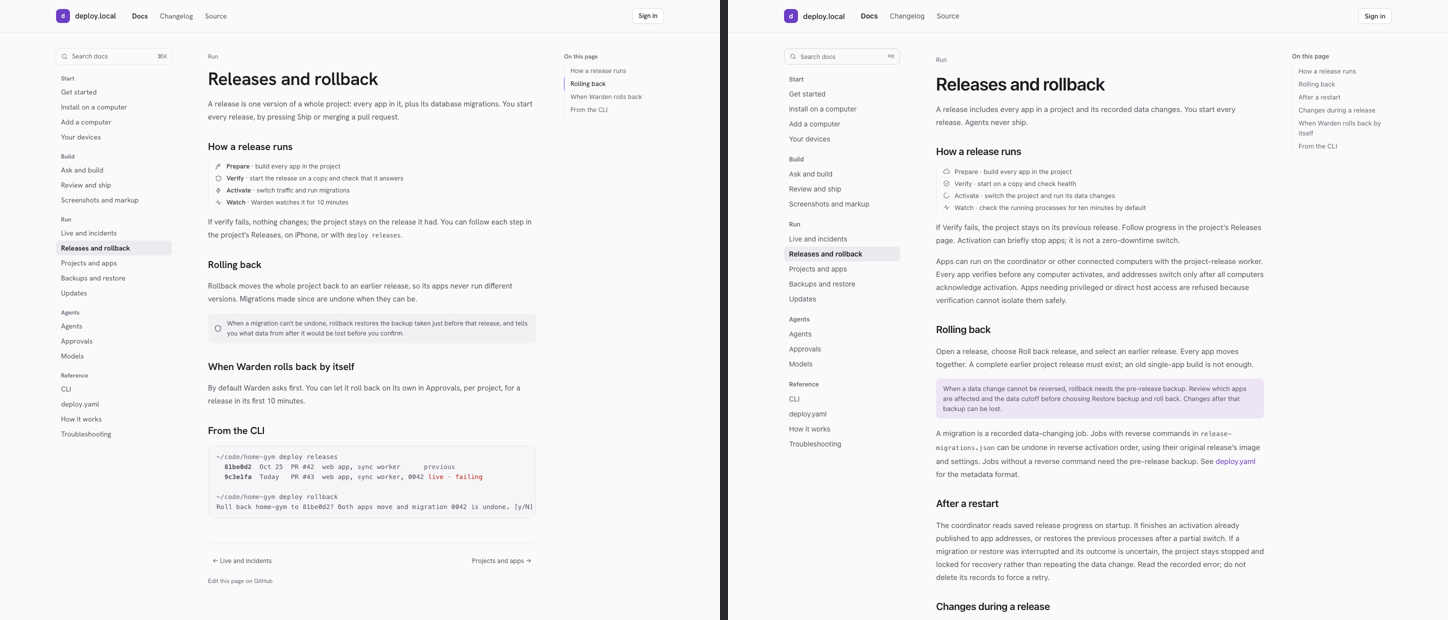 d deploy.local Docs Changelog Source Sign in
Search docs ⌘K
Start
Get started
Install on a computer
Add a computer
Your devices
Build
Ask and build
Review and ship
Screenshots and markup
Run
Live and incidents
Releases and rollback
Projects and apps
Backups and restore
Updates
Agents
Agents
Approvals
Models
Reference
CLI
deploy.yaml
How it works
Troubleshooting
Run
Releases and rollback
A release is one version of a whole project: every app in it, plus its database migrations. You start
every release, by pressing Ship or merging a pull request.
How a release runs
Prepare · build every app in the project
Verify · start the release on a copy and check that it answers
Activate · switch traffic and run migrations
Watch · Warden watches it for 10 minutes
If verify fails, nothing changes; the project stays on the release it had. You can follow each step in
the project's Releases, on iPhone, or with deploy releases.
Rolling back
Rollback moves the whole project back to an earlier release, so its apps never run different
versions. Migrations made since are undone when they can be.
When a migration can't be undone, rollback restores the backup taken just before that release, and tells
you what data from after it would be lost before you confirm.
When Warden rolls back by itself
By default Warden asks first. You can let it roll back on its own in Approvals, per project, for a
release in its first 10 minutes.
From the CLI
~/code/home-gym deploy releases
81be0d2 Oct 25 PR #42 web app, sync worker previous
9c3e1fa Today PR #43 web app, sync worker, 0042 live · failing
~/code/home-gym deploy rollback
Roll back home-gym to 81be0d2? Both apps move and migration 0042 is undone. [y/N]
← Live and incidents Projects and apps →
Edit this page on GitHub
On this page
How a release runs
Rolling back
When Warden rolls back
From the CLI
d deploy.local Docs Changelog Source Sign in
Search docs ⌘K
Start
Get started
Install on a computer
Add a computer
Your devices
Build
Ask and build
Review and ship
Screenshots and markup
Run
Live and incidents
Releases and rollback
Projects and apps
Backups and restore
Updates
Agents
Agents
Approvals
Models
Reference
CLI
deploy.yaml
How it works
Troubleshooting
Run
Releases and rollback
A release includes every app in a project and its recorded data changes. You start every
release. Agents never ship.
How a release runs
Prepare · build every app in the project
Verify · start on a copy and check health
Activate · switch the project and run its data changes
Watch · check the running processes for ten minutes by default
If Verify fails, the project stays on its previous release. Follow progress in the project's Releases
page. Activation can briefly stop apps; it is not a zero-downtime switch.
Apps can run on the coordinator or other connected computers with the project-release worker.
Every app verifies before any computer activates, and addresses switch only after all computers
acknowledge activation. Apps needing privileged or direct host access are refused because
verification cannot isolate them safely.
Rolling back
Open a release, choose Roll back release, and select an earlier release. Every app moves
together. A complete earlier project release must exist; an old single-app build is not enough.
When a data change cannot be reversed, rollback needs the pre-release backup. Review which apps
are affected and the data cutoff before choosing Restore backup and roll back. Changes after that
backup can be lost.
A migration is a recorded data-changing job. Jobs with reverse commands in release-
migrations.json can be undone in reverse activation order, using their original release's image
and settings. Jobs without a reverse command need the pre-release backup. See deploy.yaml
for the metadata format.
After a restart
The coordinator reads saved release progress on startup. It finishes an activation already
published to app addresses, or restores the previous processes after a partial switch. If a
migration or restore was interrupted and its outcome is uncertain, the project stays stopped and
locked for recovery rather than repeating the data change. Read the recorded error; do not
delete its records to force a retry.
Changes during a release
On this page
How a release runs
Rolling back
After a restart
Changes during a release
When Warden rolls back by
itself
From the CLI